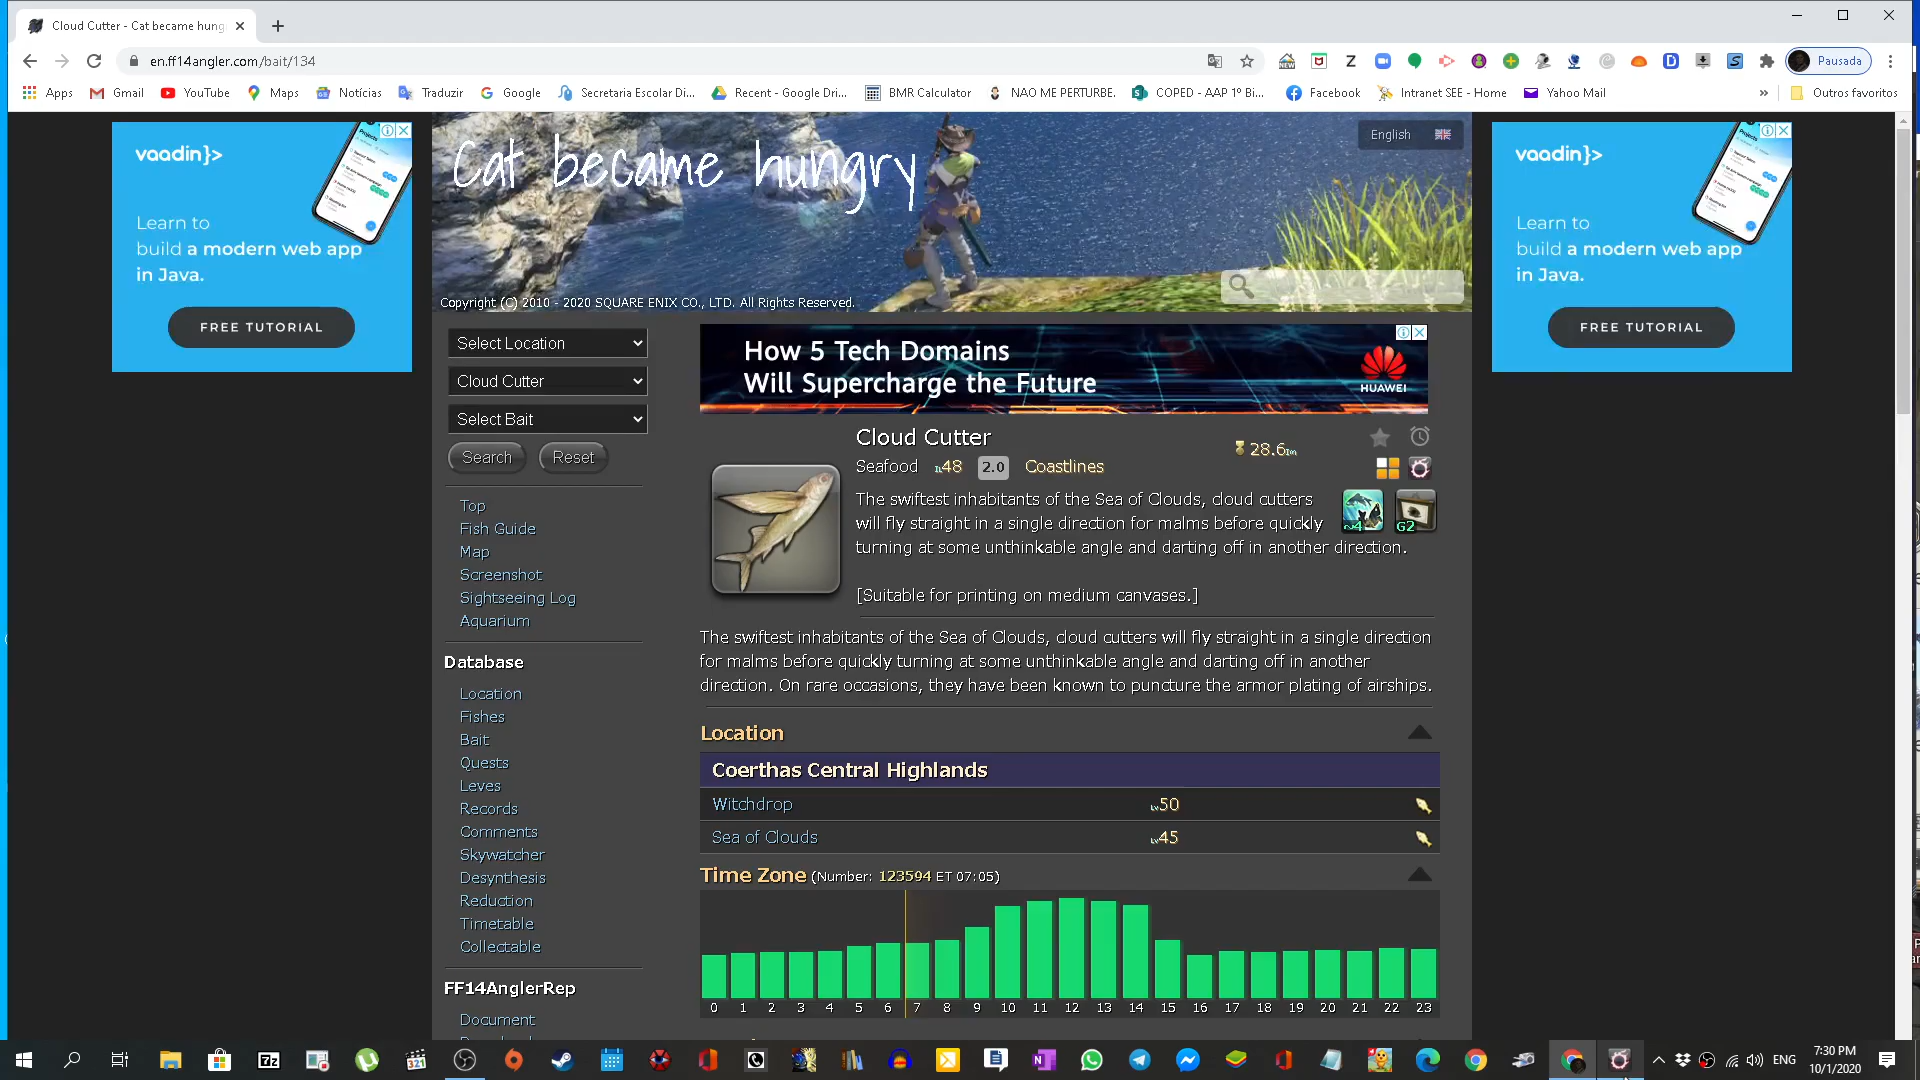 Cloud Cutter - Cat became hung
en.ff14angler.com/bait/134
Pausada
Apps
Gmail
YouTube
Maps
Notícias
Traduzir
Google
Secretaria Escolar Di...
Recent - Google Dri...
BMR Calculator
NAO ME PERTURBE.
COPED - AAP 1º Bi...
Facebook
Intranet SEE - Home
Yahoo Mail
»
Outros favoritos
vaadin}>
Learn to
build a modern web app
in Java.
FREE TUTORIAL
Cat became hungry
English
Copyright (C) 2010 - 2020 SQUARE ENIX CO., LTD. All Rights Reserved.
vaadin}>
Learn to
build a modern web app
in Java.
FREE TUTORIAL
Select Location
Cloud Cutter
Select Bait
Search Reset
Top
Fish Guide
Map
Screenshot
Sightseeing Log
Aquarium
Database
Location
Fishes
Bait
Quests
Leves
Records
Comments
Skywatcher
Desynthesis
Reduction
Timetable
Collectable
FF14AnglerRep
Document
How 5 Tech Domains
Will Supercharge the Future
HUAWEI
Cloud Cutter
28.6Im
Seafood IL48 2.0 Coastlines
The swiftest inhabitants of the Sea of Clouds, cloud cutters
will fly straight in a single direction for malms before quickly
turning at some unthinkable angle and darting off in another direction.
~4
G2
[Suitable for printing on medium canvases.]
The swiftest inhabitants of the Sea of Clouds, cloud cutters will fly straight in a single direction
for malms before quickly turning at some unthinkable angle and darting off in another
direction. On rare occasions, they have been known to puncture the armor plating of airships.
Location
Coerthas Central Highlands
Witchdrop Lv50
Sea of Clouds Lv45
Time Zone (Number: 123594 ET 07:05)
0 1 2 3 4 5 6 7 8 9 10 11 12 13 14 15 16 17 18 19 20 21 22 23
7z
321
ENG
7:30 PM
10/1/2020